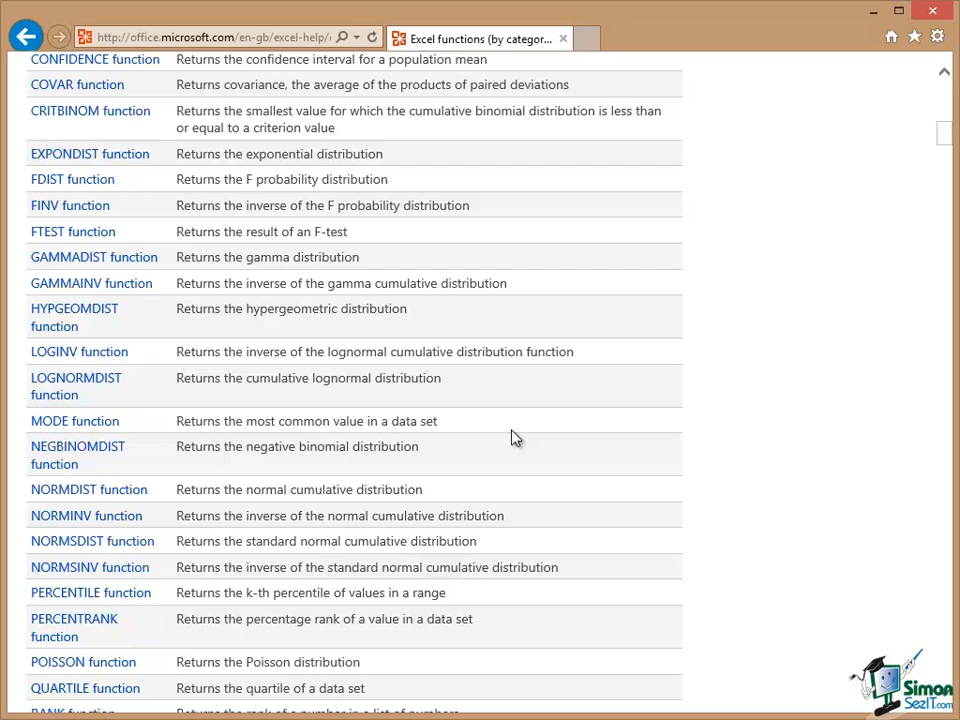 http://office.microsoft.com/en-gb/excel-help/
Excel functions (by categor...
CONFIDENCE function Returns the confidence interval for a population mean
COVAR function Returns covariance, the average of the products of paired deviations
CRITBINOM function Returns the smallest value for which the cumulative binomial distribution is less than
or equal to a criterion value
EXPONDIST function Returns the exponential distribution
FDIST function Returns the F probability distribution
FINV function Returns the inverse of the F probability distribution
FTEST function Returns the result of an F-test
GAMMADIST function Returns the gamma distribution
GAMMAINV function Returns the inverse of the gamma cumulative distribution
HYPGEOMDIST Returns the hypergeometric distribution
function
LOGINV function Returns the inverse of the lognormal cumulative distribution function
LOGNORMDIST Returns the cumulative lognormal distribution
function
MODE function Returns the most common value in a data set
NEGBINOMDIST Returns the negative binomial distribution
function
NORMDIST function Returns the normal cumulative distribution
NORMINV function Returns the inverse of the normal cumulative distribution
NORMSDIST function Returns the standard normal cumulative distribution
NORMSINV function Returns the inverse of the standard normal cumulative distribution
PERCENTILE function Returns the k-th percentile of values in a range
PERCENTRANK Returns the percentage rank of a value in a data set
function
POISSON function Returns the Poisson distribution
QUARTILE function Returns the quartile of a data set
RANK function Returns the rank of a number in a list of numbers
Simon
SezIT.com